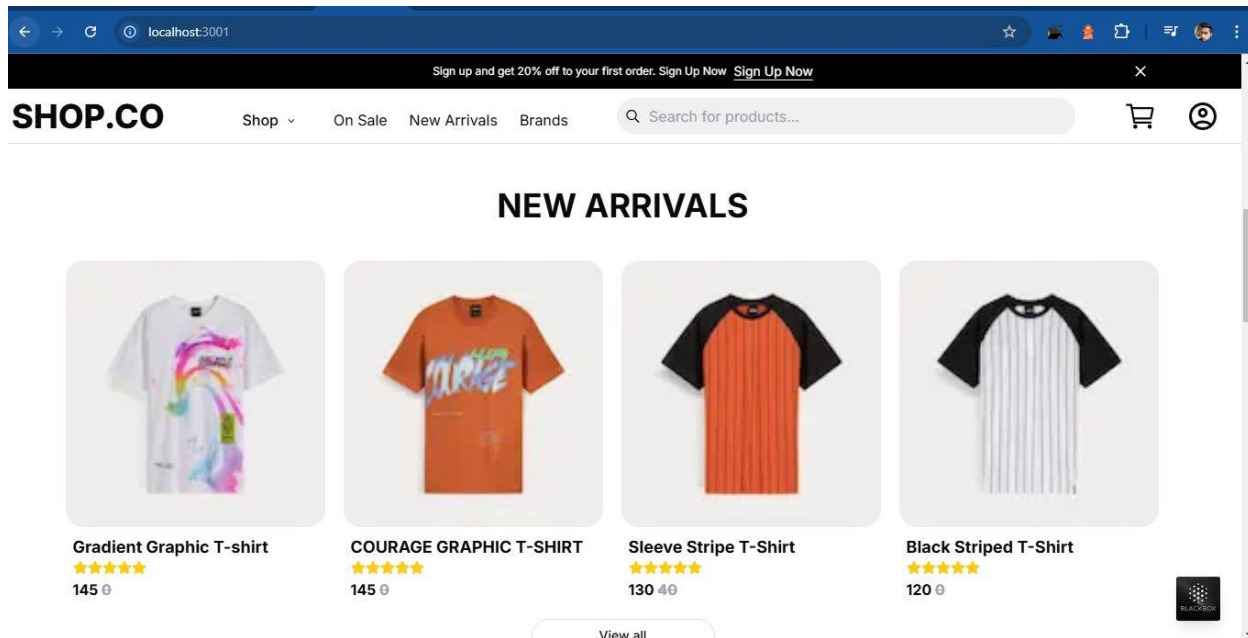 localhost:3001
Sign up and get 20% off to your first order. Sign Up Now Sign Up Now
SHOP.CO
Shop On Sale New Arrivals Brands
Search for products...
NEW ARRIVALS
COURAGE
Gradient Graphic T-shirt
COURAGE GRAPHIC T-SHIRT
Sleeve Stripe T-Shirt
Black Striped T-Shirt
145 0
145 0
130 40
120 0
BLACKBOX
View all